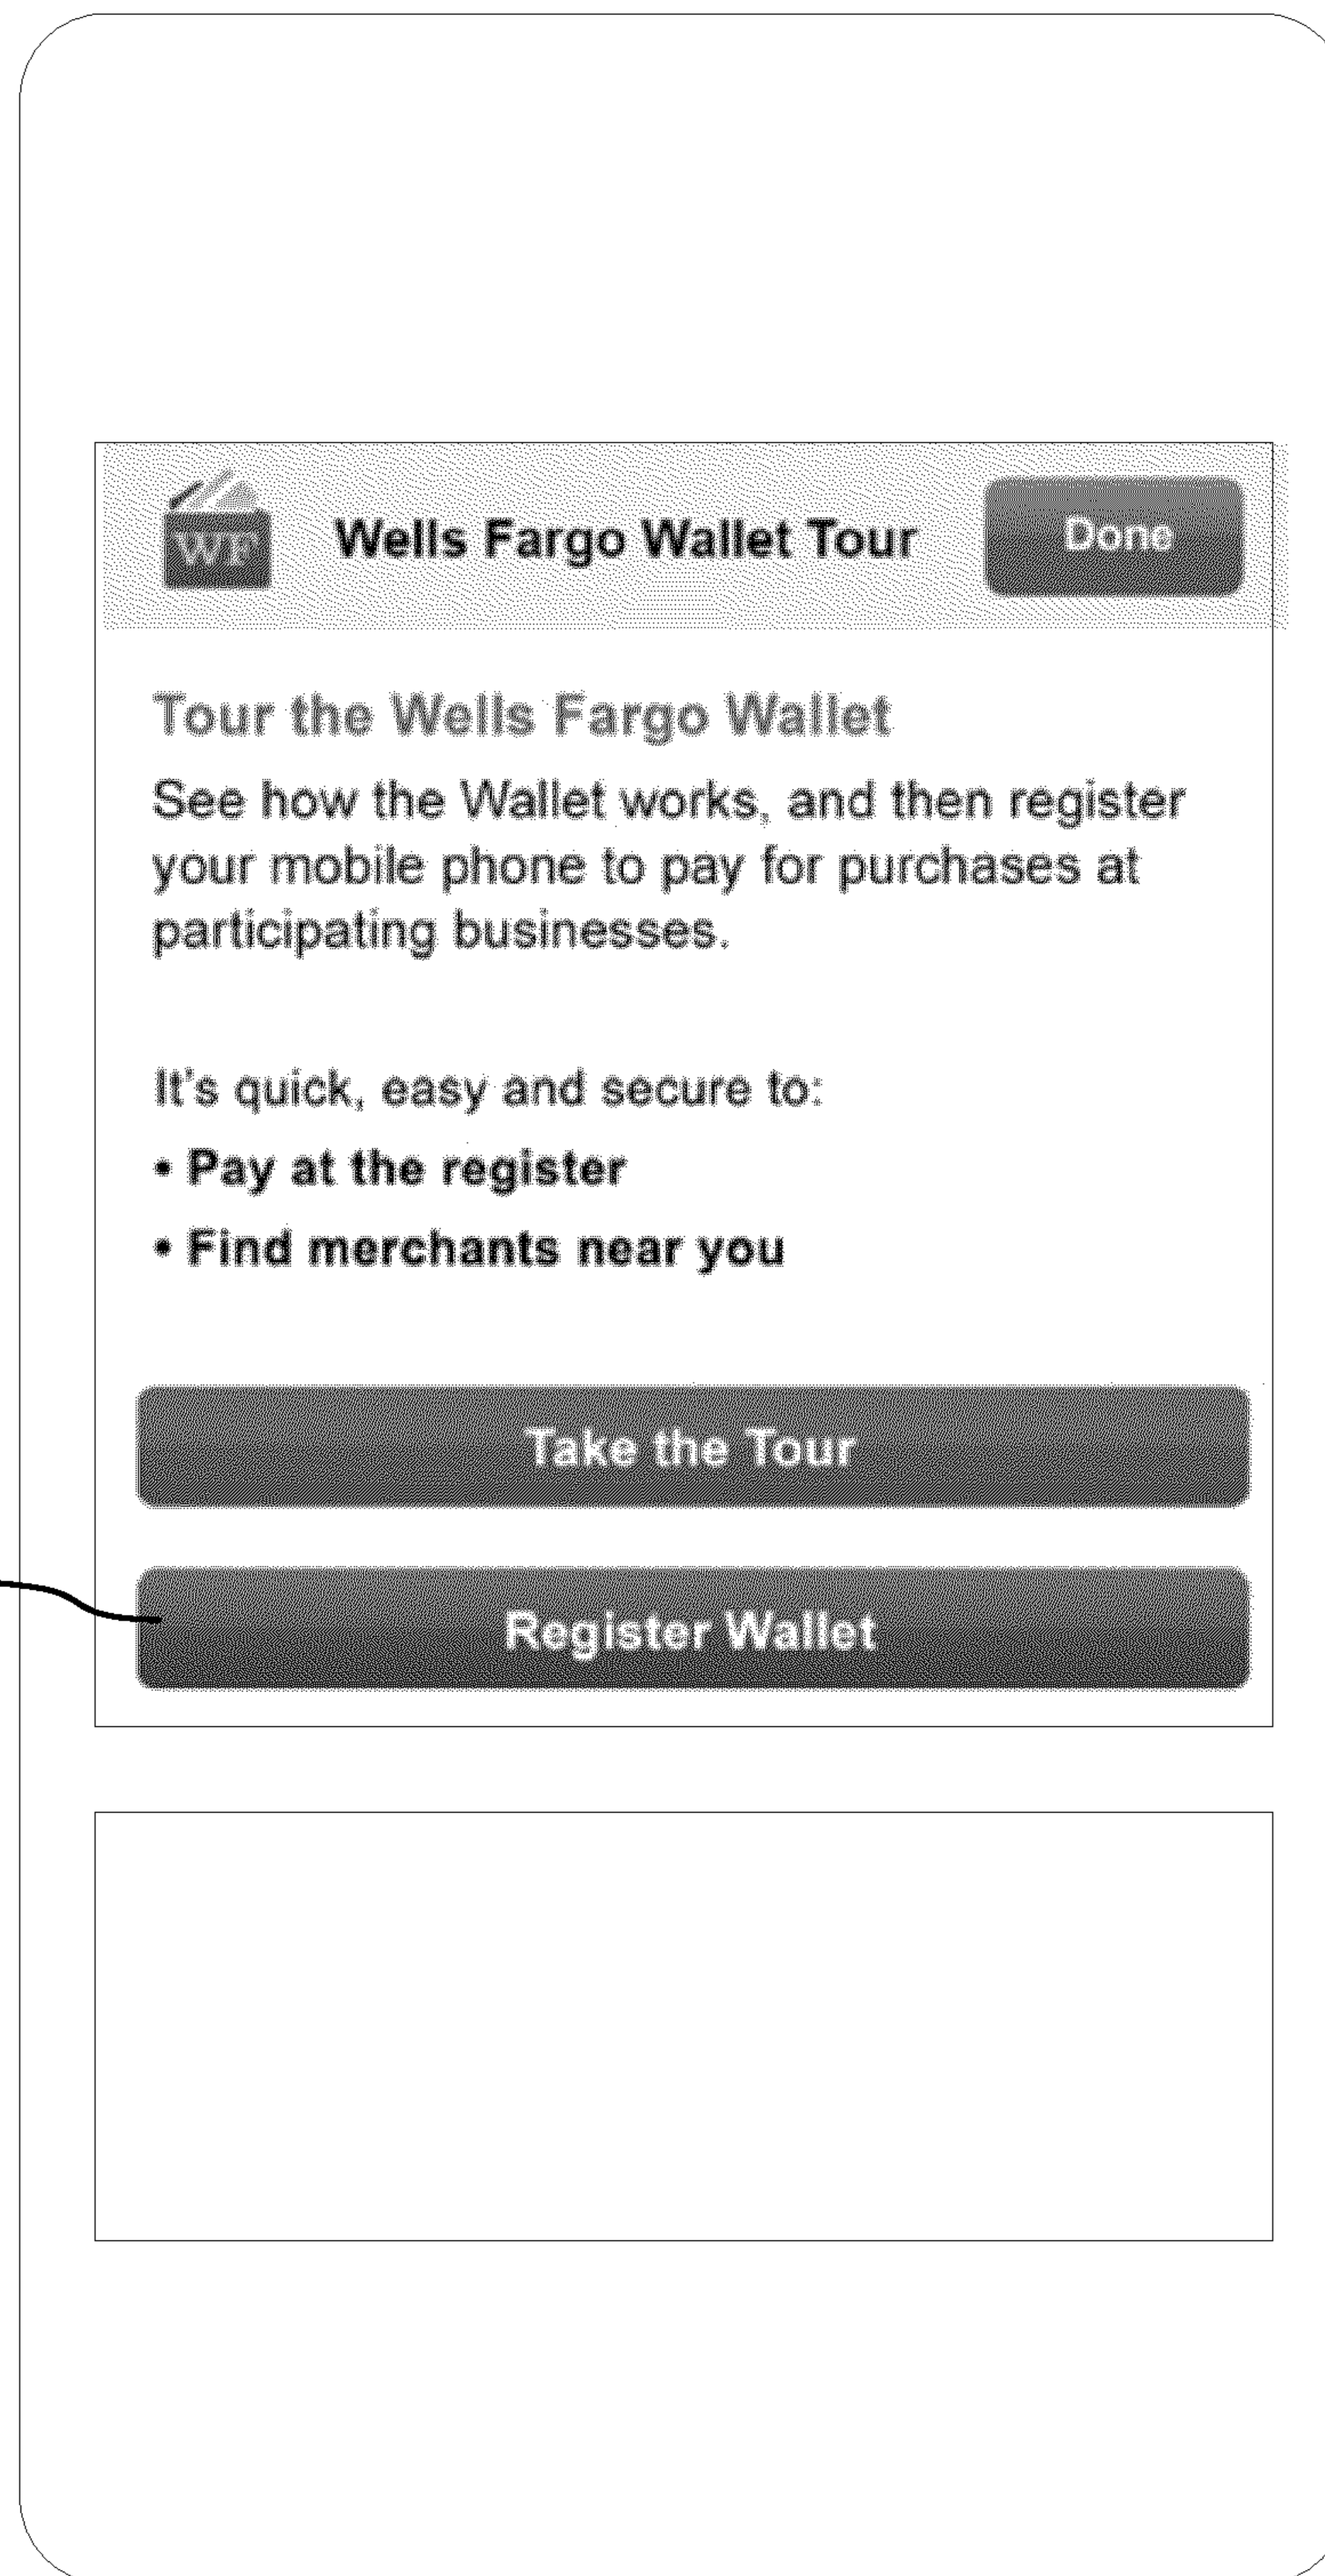 WF
Wells Fargo Wallet Tour
Done
Tour the Wells Fargo Wallet
See how the Wallet works, and then register
your mobile phone to pay for purchases at
participating businesses.
It's quick, easy and secure to:
• Pay at the register
• Find merchants near you
Take the Tour
Register Wallet